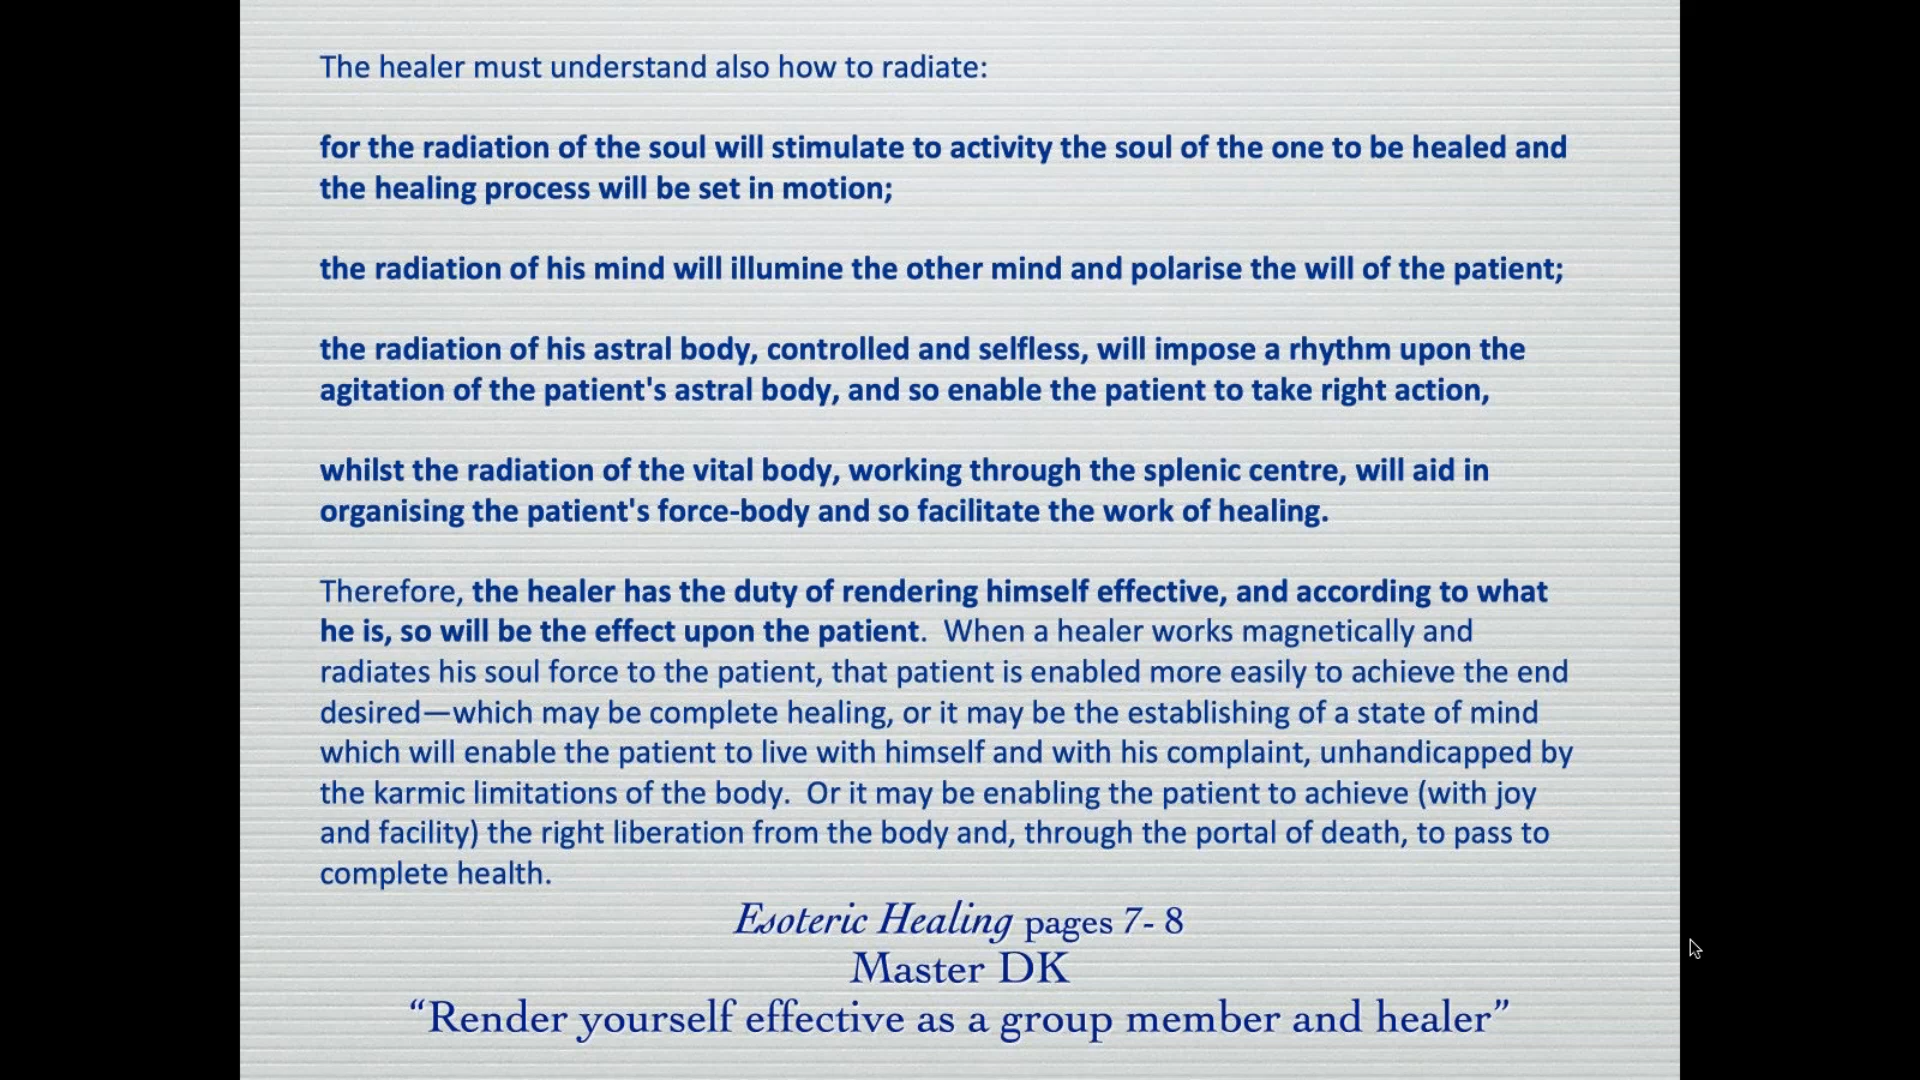 The healer must understand also how to radiate:
for the radiation of the soul will stimulate to activity the soul of the one to be healed and
the healing process will be set in motion;
the radiation of his mind will illumine the other mind and polarise the will of the patient;
the radiation of his astral body, controlled and selfless, will impose a rhythm upon the
agitation of the patient's astral body, and so enable the patient to take right action,
whilst the radiation of the vital body, working through the splenic centre, will aid in
organising the patient's force-body and so facilitate the work of healing.
Therefore, the healer has the duty of rendering himself effective, and according to what
he is, so will be the effect upon the patient.  When a healer works magnetically and
radiates his soul force to the patient, that patient is enabled more easily to achieve the end
desired—which may be complete healing, or it may be the establishing of a state of mind
which will enable the patient to live with himself and with his complaint, unhandicapped by
the karmic limitations of the body.  Or it may be enabling the patient to achieve (with joy
and facility) the right liberation from the body and, through the portal of death, to pass to
complete health.
Esoteric Healing pages 7- 8
Master DK
“Render yourself effective as a group member and healer”